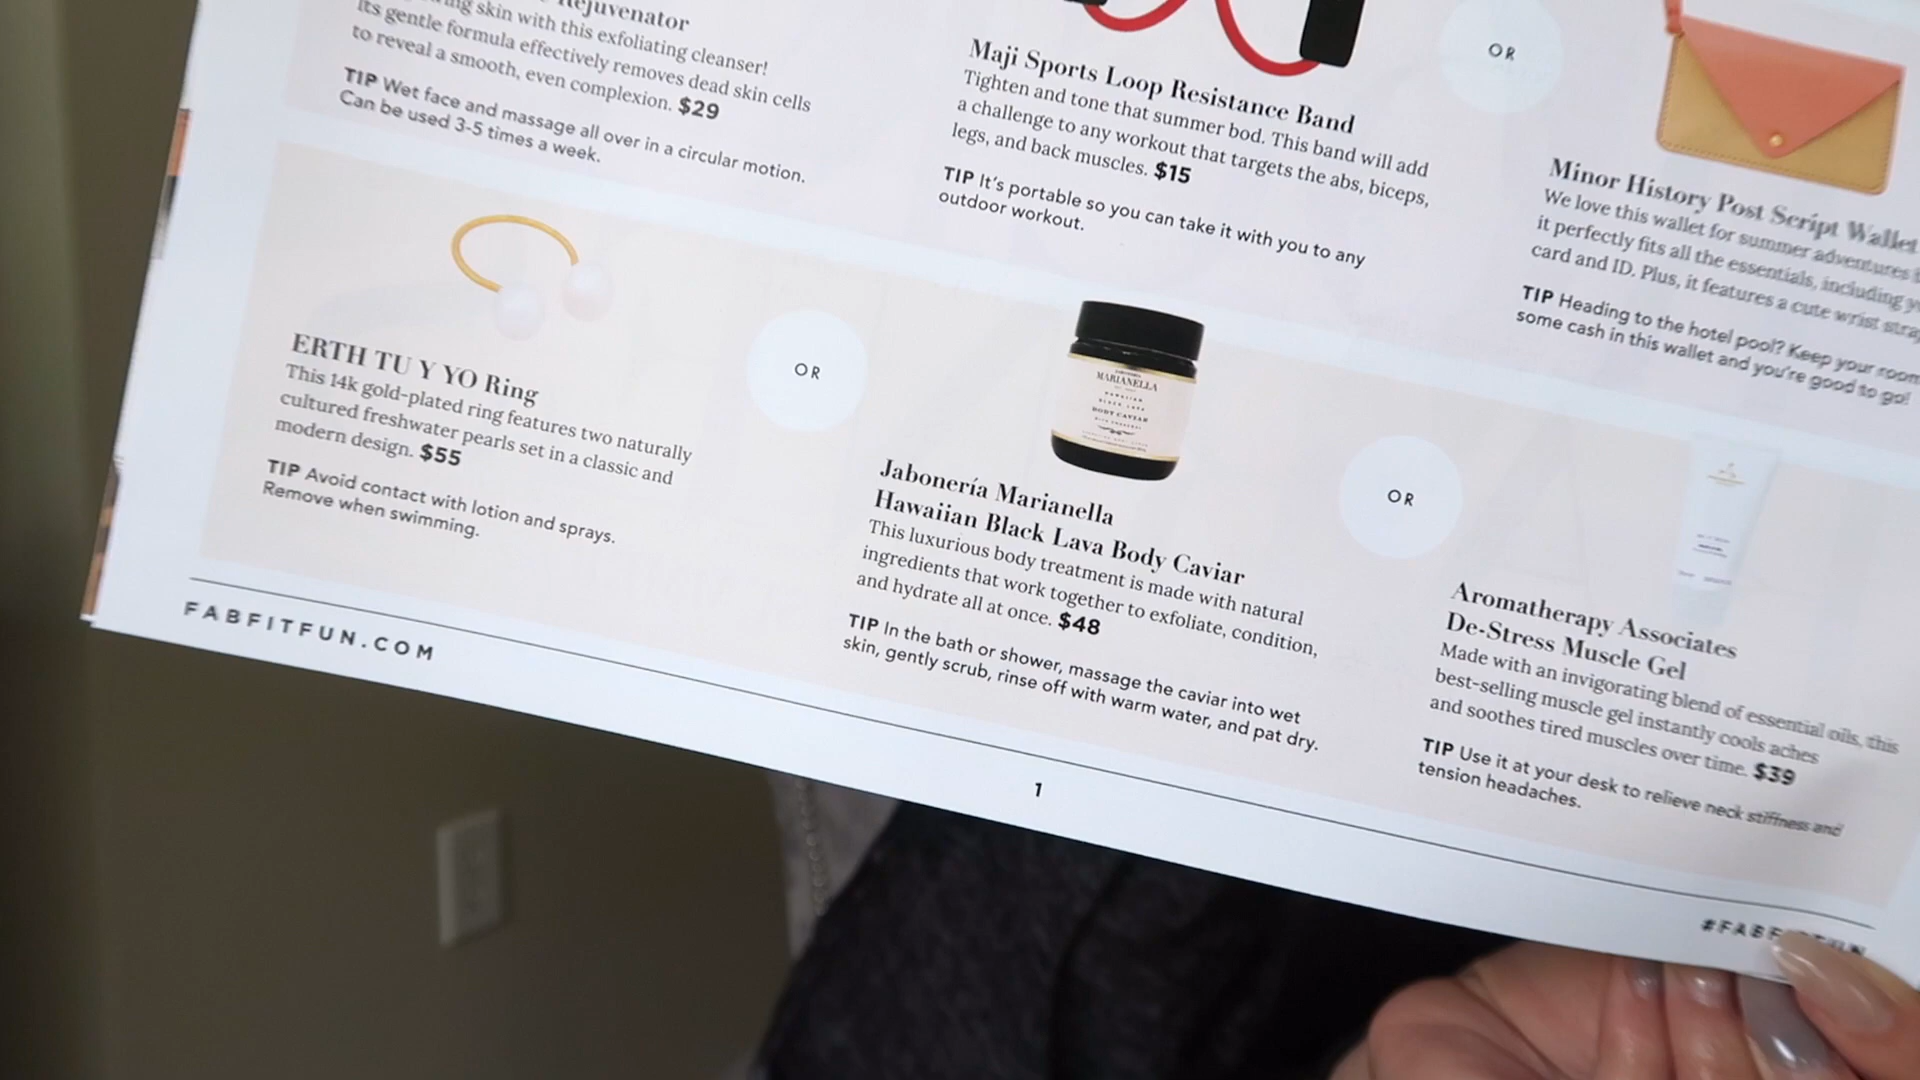 Rejuvenator
skin with this exfoliating cleanser!
Its gentle formula effectively removes dead skin cells
to reveal a smooth, even complexion. $29
TIP Wet face and massage all over in a circular motion.
Can be used 3-5 times a week.
Maji Sports Loop Resistance Band
Tighten and tone that summer bod. This band will add
a challenge to any workout that targets the abs, biceps,
legs, and back muscles. $15
TIP It's portable so you can take it with you to any
outdoor workout.
OR
Minor History Post Script Wallet
We love this wallet for summer adventures
it perfectly fits all the essentials, including
card and ID. Plus, it features a cute wrist
TIP Heading to the hotel pool? Keep your room
some cash in this wallet and you're good to go!
ERTH TU Y YO Ring
This 14k gold-plated ring features two naturally
cultured freshwater pearls set in a classic and
modern design. $55
TIP Avoid contact with lotion and sprays.
Remove when swimming.
OR
MARIANELLA
HAWAIIAN
BLACK LAVA
BODY CAVIAR
Jabonería Marianella
Hawaiian Black Lava Body Caviar
This luxurious body treatment is made with natural
ingredients that work together to exfoliate, condition,
and hydrate all at once. $48
TIP In the bath or shower, massage the caviar into wet
skin, gently scrub, rinse off with warm water, and pat dry.
OR
Aromatherapy Associates
De-Stress Muscle Gel
Made with an invigorating blend of essential oils, this
best-selling muscle gel instantly cools aches
and soothes tired muscles over time. $39
TIP Use it at your desk to relieve neck stiffness and
tension headaches.
FABFITFUN.COM
1